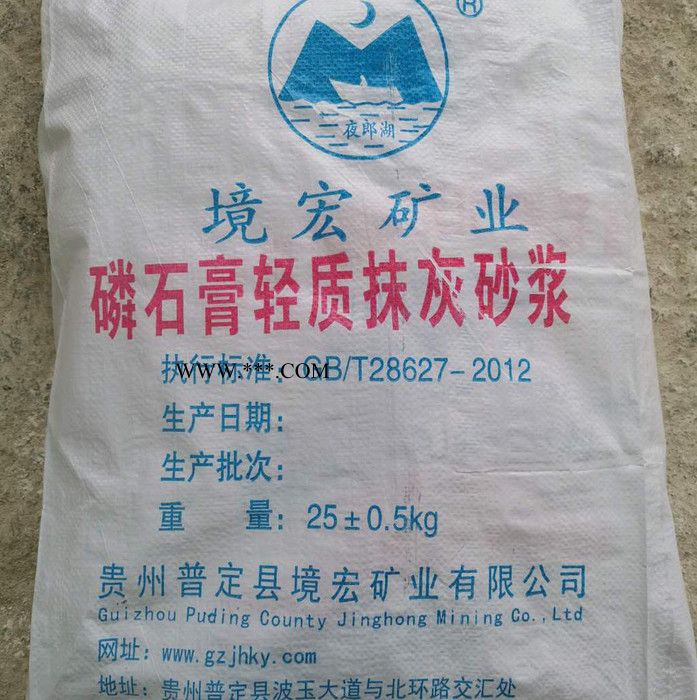 ®
夜郎湖
境宏矿业
磷石膏轻质抹灰砂浆
执行标准：GB/T28627-2012
www.***.COM
生产日期：
生产批次：
重 量：25±0.5kg
贵州普定县境宏矿业有限公司
Guizhou Puding County Jinghong Mining Co.,Ltd
网址：www.gzjhky.com
地址：贵州普定县波玉大道与北环路交汇处